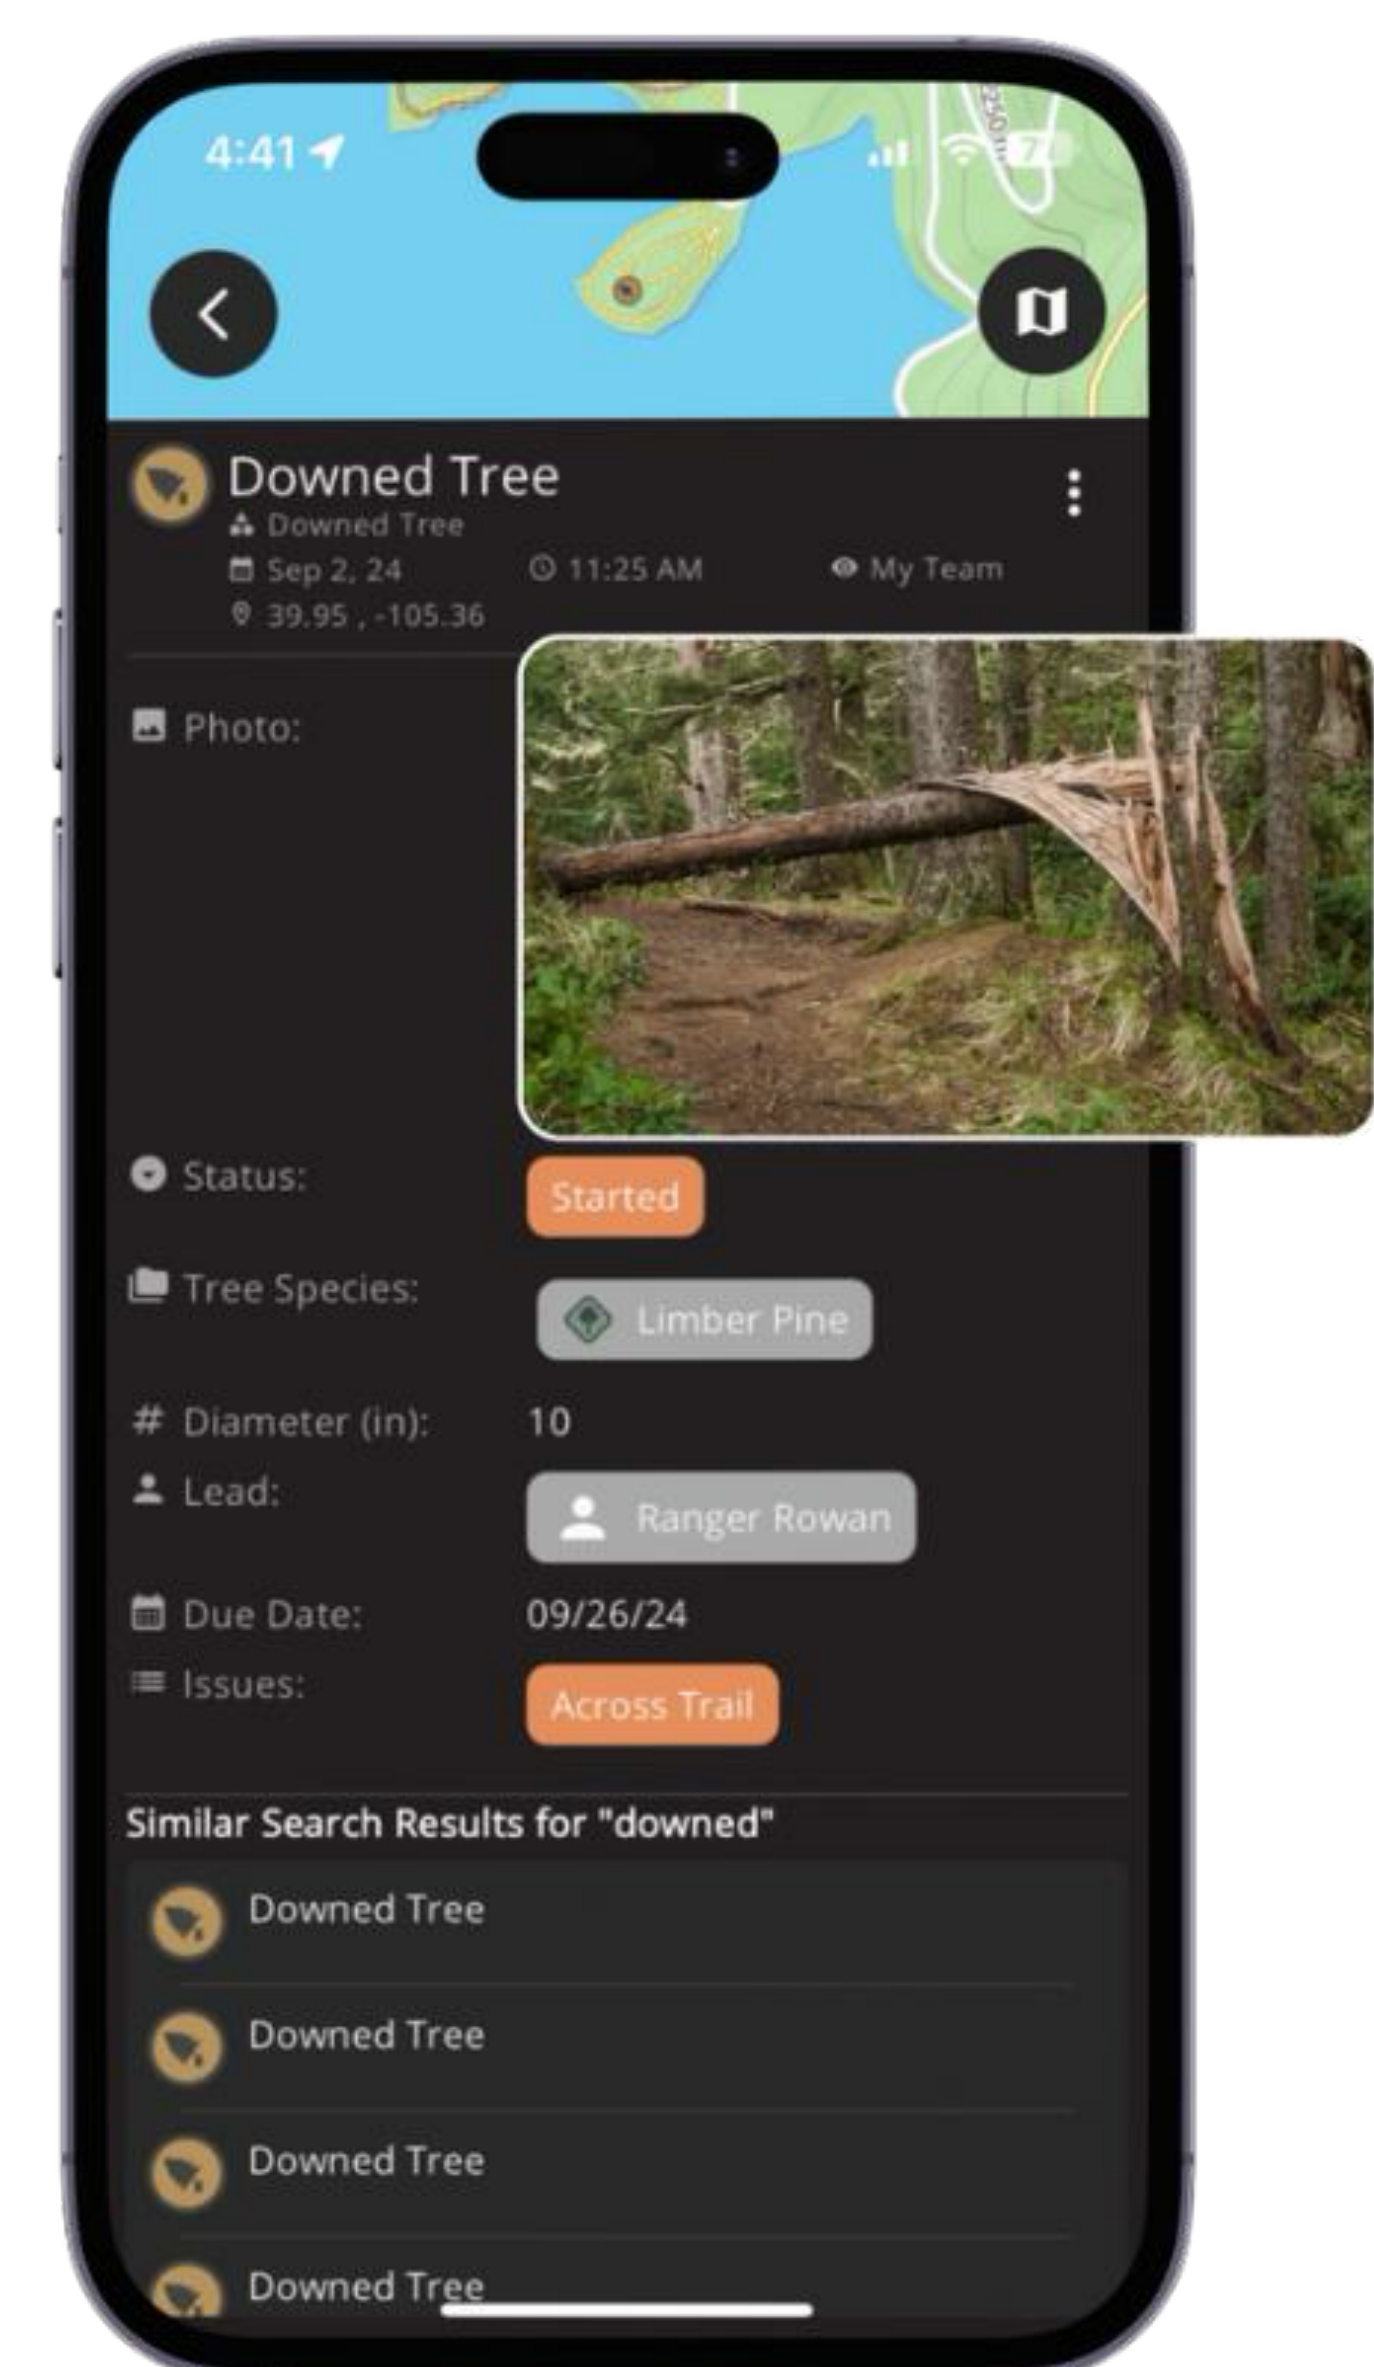 4:41
Downed Tree
Downed Tree
Sep 2, 24 11:25 AM My Team
39.95 , -105.36
Photo:
Status: Started
Tree Species: Limber Pine
# Diameter (in): 10
Lead: Ranger Rowan
Due Date: 09/26/24
Issues: Across Trail
Similar Search Results for "downed"
Downed Tree
Downed Tree
Downed Tree
Downed Tree